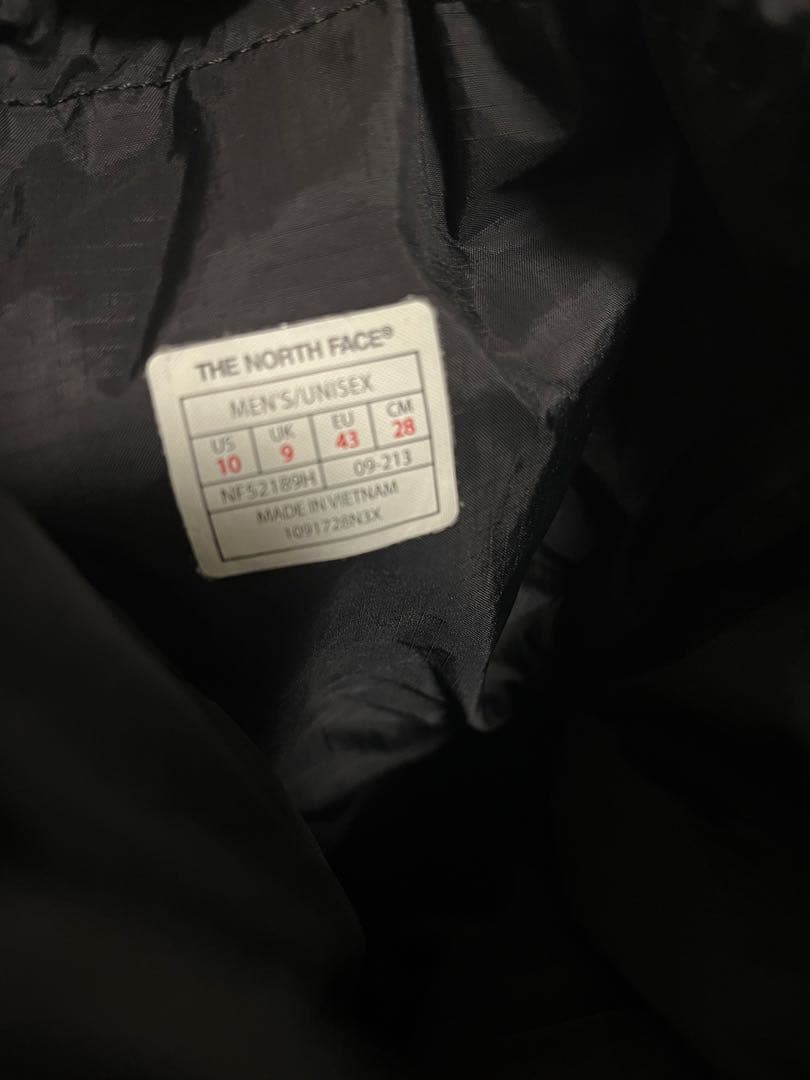 THE NORTH FACE®
MEN'S/UNISEX
US UK EU CM
10 9 43 28
NF52189H 09-213
MADE IN VIETNAM
1091728N3X